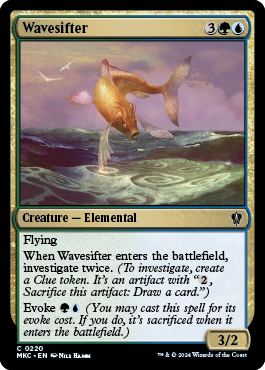 Wavesifter 3
Creature — Elemental
Flying
When Wavesifter enters the battlefield,
investigate twice. (To investigate, create
a Clue token. It's an artifact with “2,
Sacrifice this artifact: Draw a card.”)
Evoke (You may cast this spell for its
evoke cost. If you do, it's sacrificed when it
enters the battlefield.)
3/2
C 0220
MKC • EN Nils Hamm
™ & © 2024 Wizards of the Coast